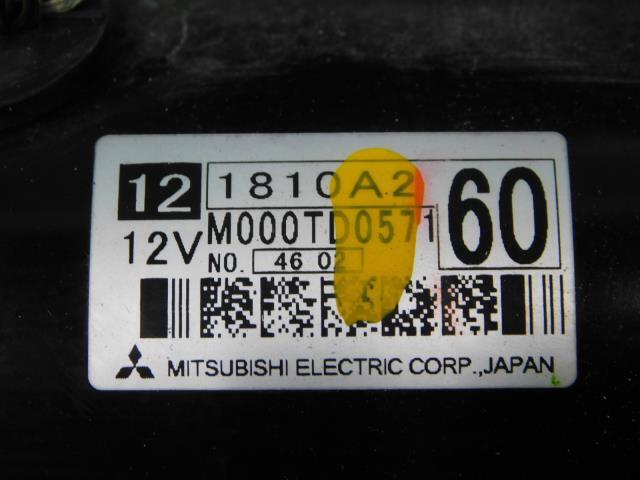 12 1810A2 60
12V M000TD0571
NO. 46 02
MITSUBISHI ELECTRIC CORP.,JAPAN